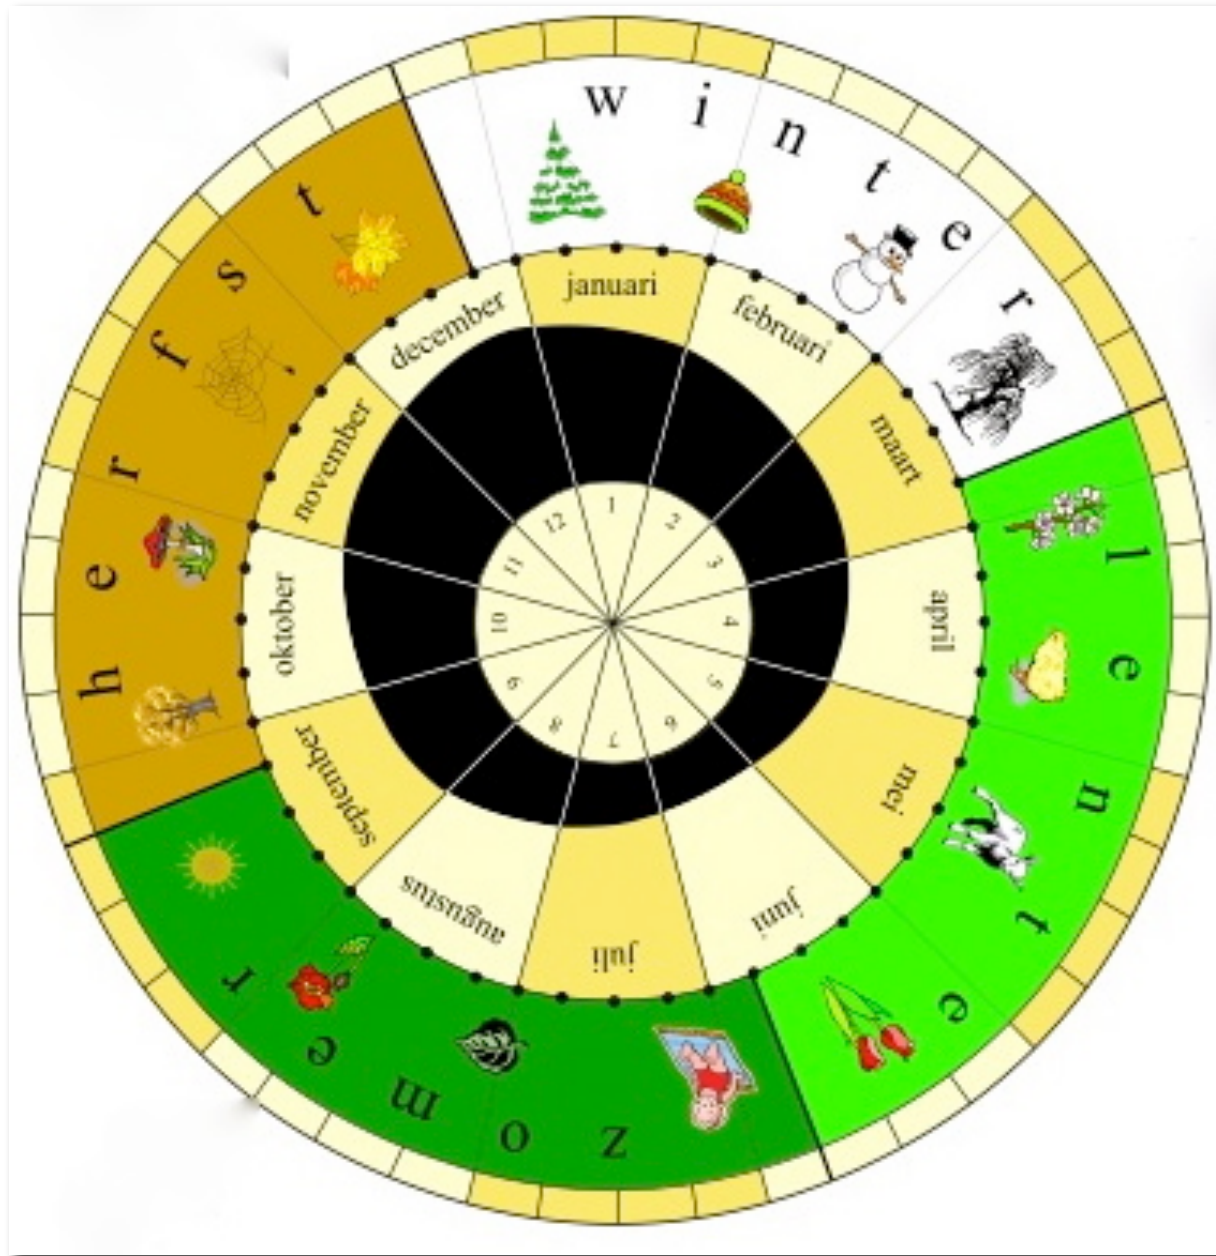 winter
lente
zomer
herfst
januari
februari
maart
april
mei
juni
juli
augustus
september
oktober
november
december
1
2
3
4
5
6
7
8
9
10
11
12